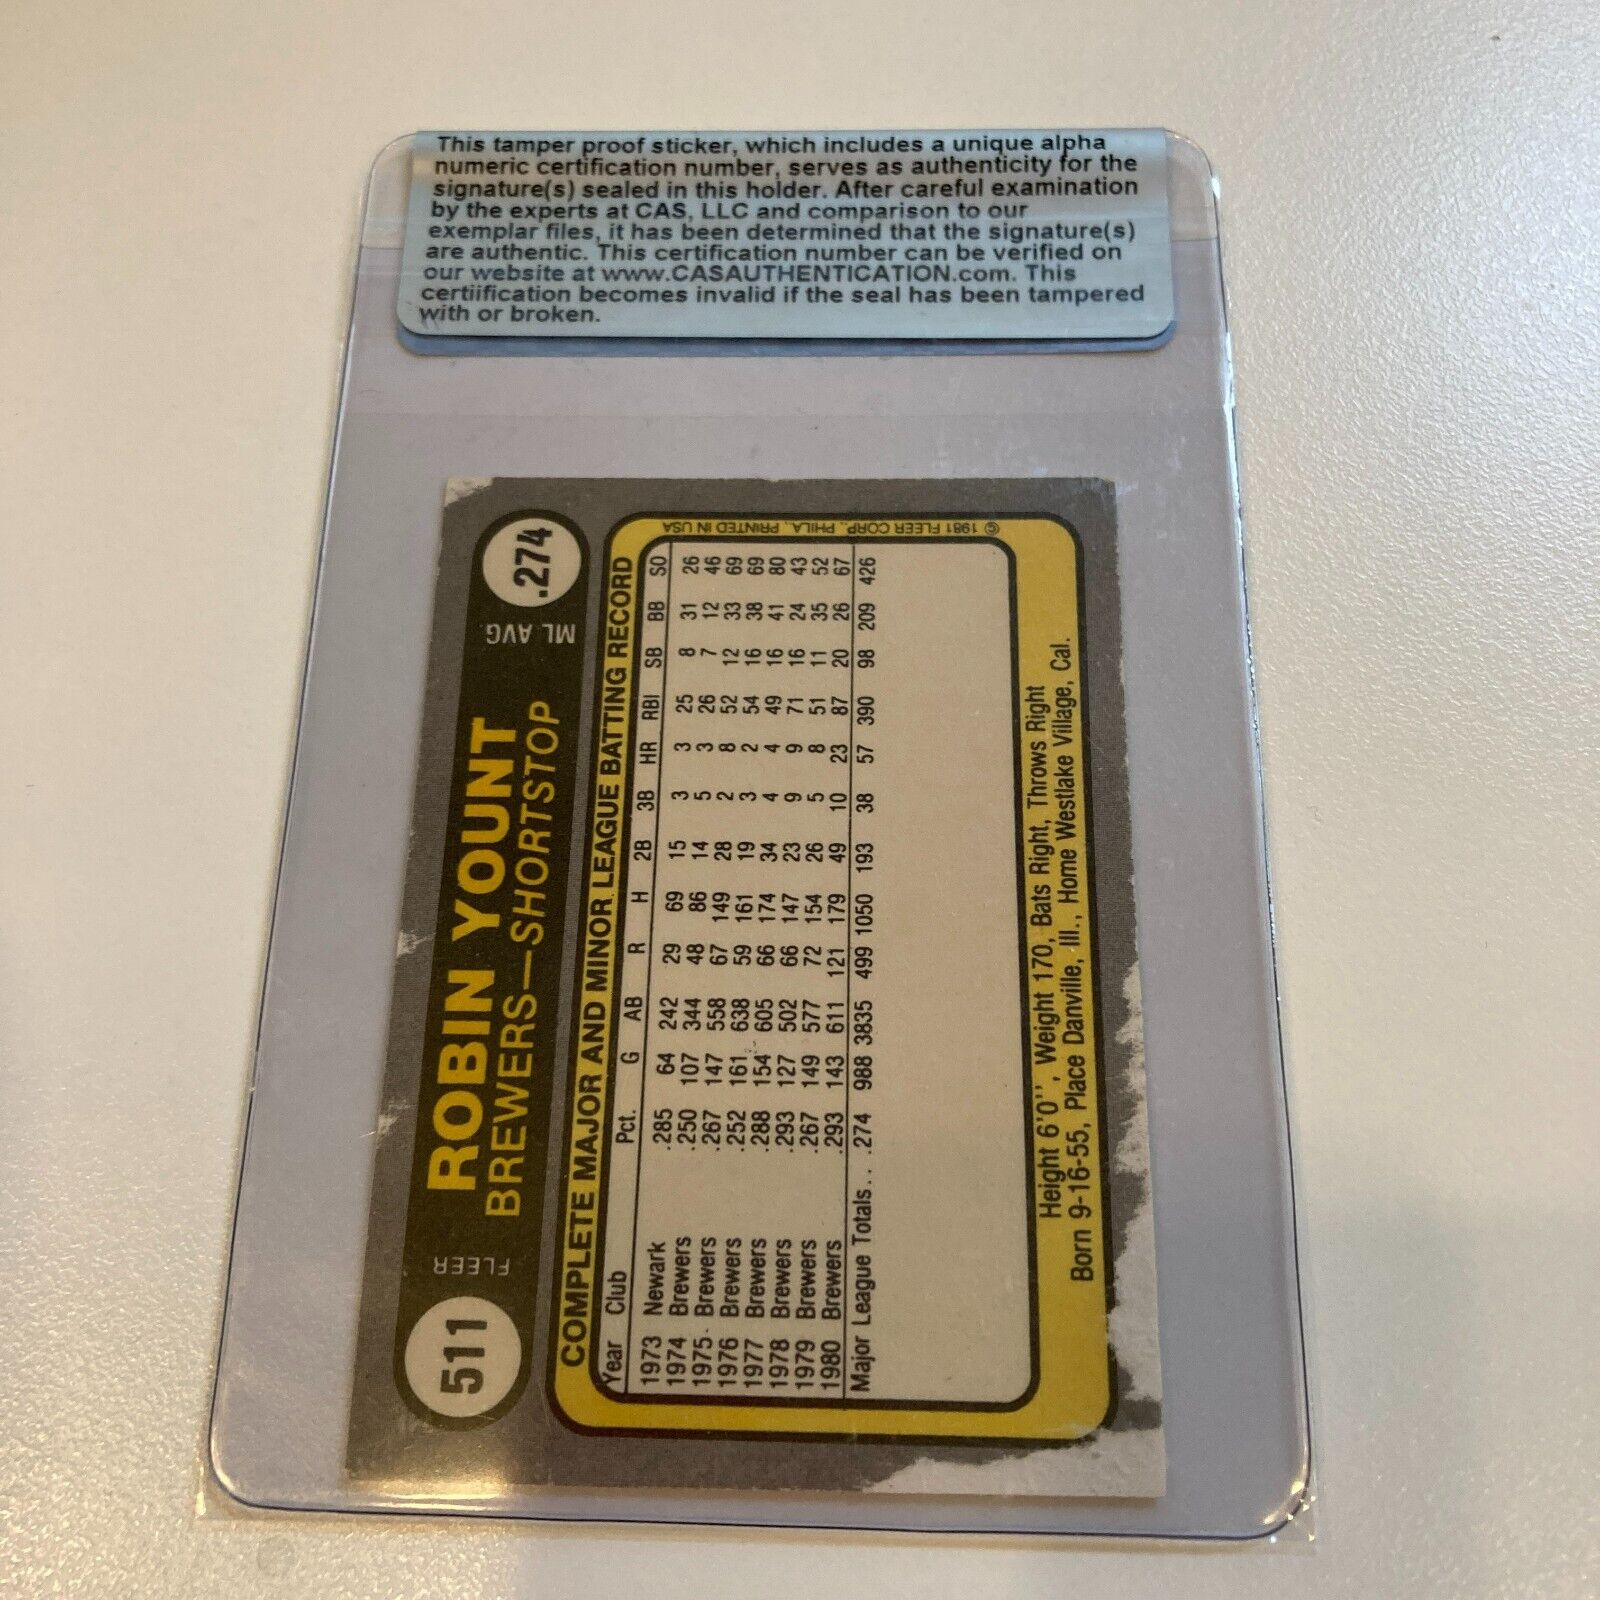 This tamper proof sticker, which includes a unique alpha
numeric certification number, serves as authenticity for the
signature(s) sealed in this holder. After careful examination
by the experts at CAS, LLC and comparison to our
exemplar files, it has been determined that the signature(s)
are authentic. This certification number can be verified on
our website at www.CASAUTHENTICATION.com. This
certiification becomes invalid if the seal has been tampered
with or broken.
511 FLEER ROBIN YOUNT ML AVG. .274
BREWERS—SHORTSTOP
COMPLETE MAJOR AND MINOR LEAGUE BATTING RECORD
Year Club Pct. G AB R H 2B 3B HR RBI SB BB SO
1973 Newark .285 64 242 29 69 15 3 3 25 8 31 26
1974 Brewers .250 107 344 48 86 14 5 3 26 7 12 46
1975 Brewers .267 147 558 67 149 28 2 8 52 12 33 69
1976 Brewers .252 161 638 59 161 19 3 2 54 16 38 69
1977 Brewers .288 154 605 66 174 34 4 4 49 16 41 80
1978 Brewers .293 127 502 66 147 23 9 9 71 16 24 43
1979 Brewers .267 149 577 72 154 26 5 8 51 11 35 52
1980 Brewers .293 143 611 121 179 49 10 23 87 20 26 67
Major League Totals... .274 988 3835 499 1050 193 38 57 390 98 209 426
© 1981 FLEER CORP., PHILA., PRINTED IN USA
Height 6'0'', Weight 170, Bats Right, Throws Right
Born 9-16-55, Place Danville, Ill., Home Westlake Village, Cal.